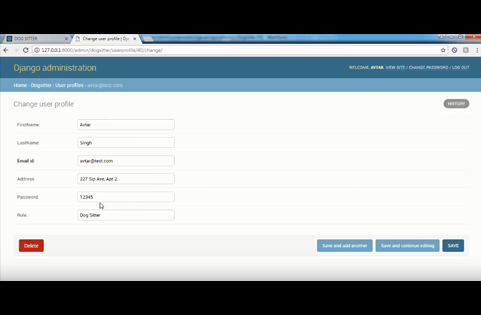 DOG SITTER
Change user profile | Dj
127.0.0.1:8000/admin/dogsitter/userprofile/40/change/
Django administration
WELCOME, AVTAR. VIEW SITE / CHANGE PASSWORD / LOG OUT
Home › Dogsitter › User profiles › avtar@test.com
Change user profile
HISTORY
FirstName:
Avtar
LastName:
Singh
Email id:
avtar@test.com
Address:
227 Sip Ave, Apt 2
Password:
12345
Role:
Dog Sitter
Delete
Save and add another
Save and continue editing
SAVE